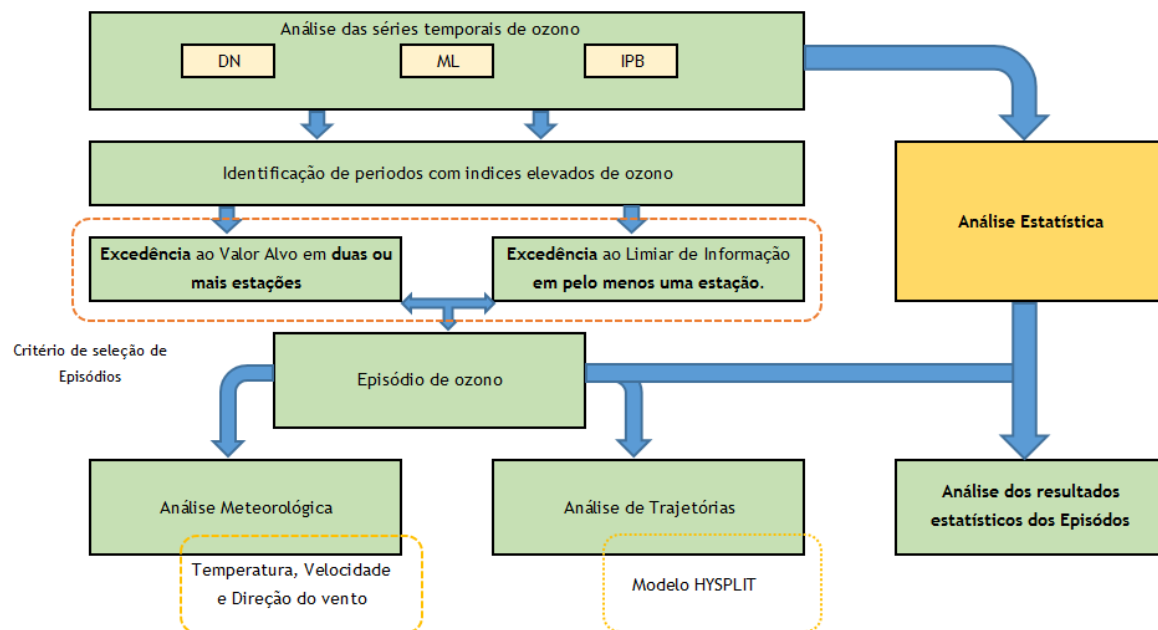 Análise das séries temporais de ozono
DN
ML
IPB
Identificação de periodos com indices elevados de ozono
Excedência ao Valor Alvo em duas ou
mais estações
Excedência ao Limiar de Informação
em pelo menos uma estação.
Análise Estatística
Critério de seleção de
Episódios
Episódio de ozono
Análise Meteorológica
Análise de Trajetórias
Análise dos resultados
estatísticos dos Episódos
Temperatura, Velocidade
e Direção do vento
Modelo HYSPLIT